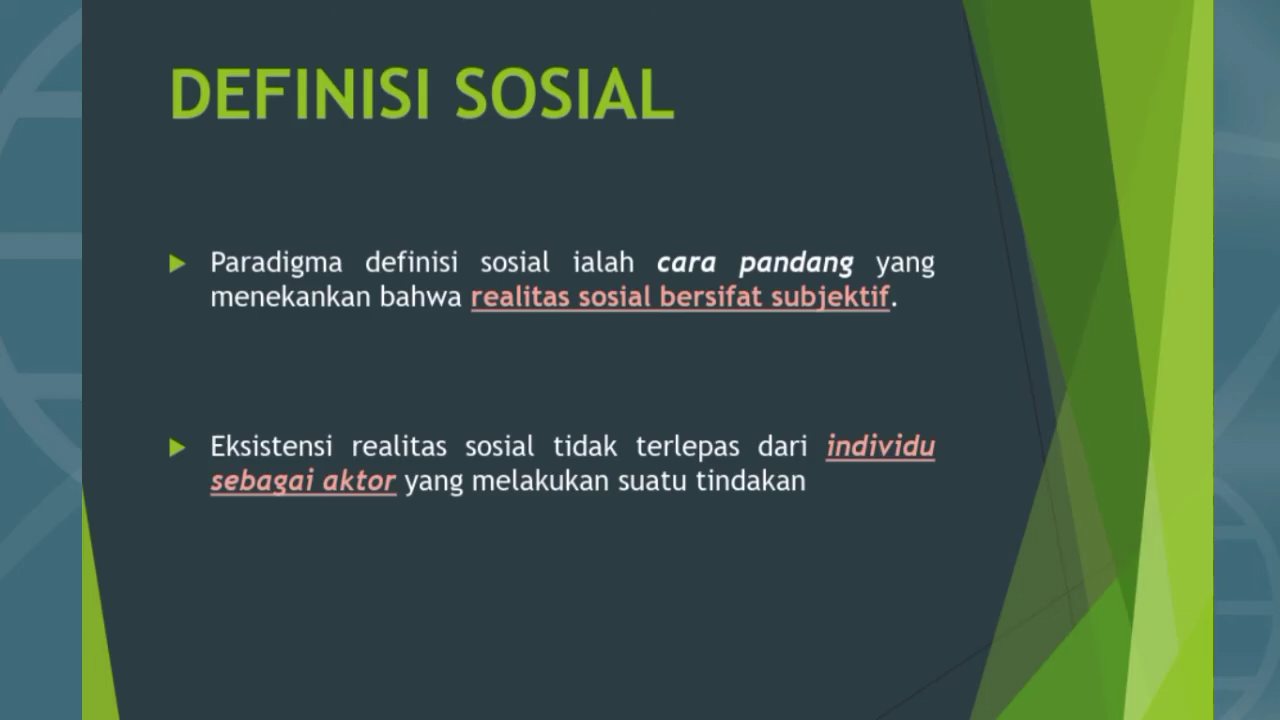 DEFINISI SOSIAL
Paradigma definisi sosial ialah cara pandang yang
menekankan bahwa realitas sosial bersifat subjektif.
Eksistensi realitas sosial tidak terlepas dari individu
sebagai aktor yang melakukan suatu tindakan